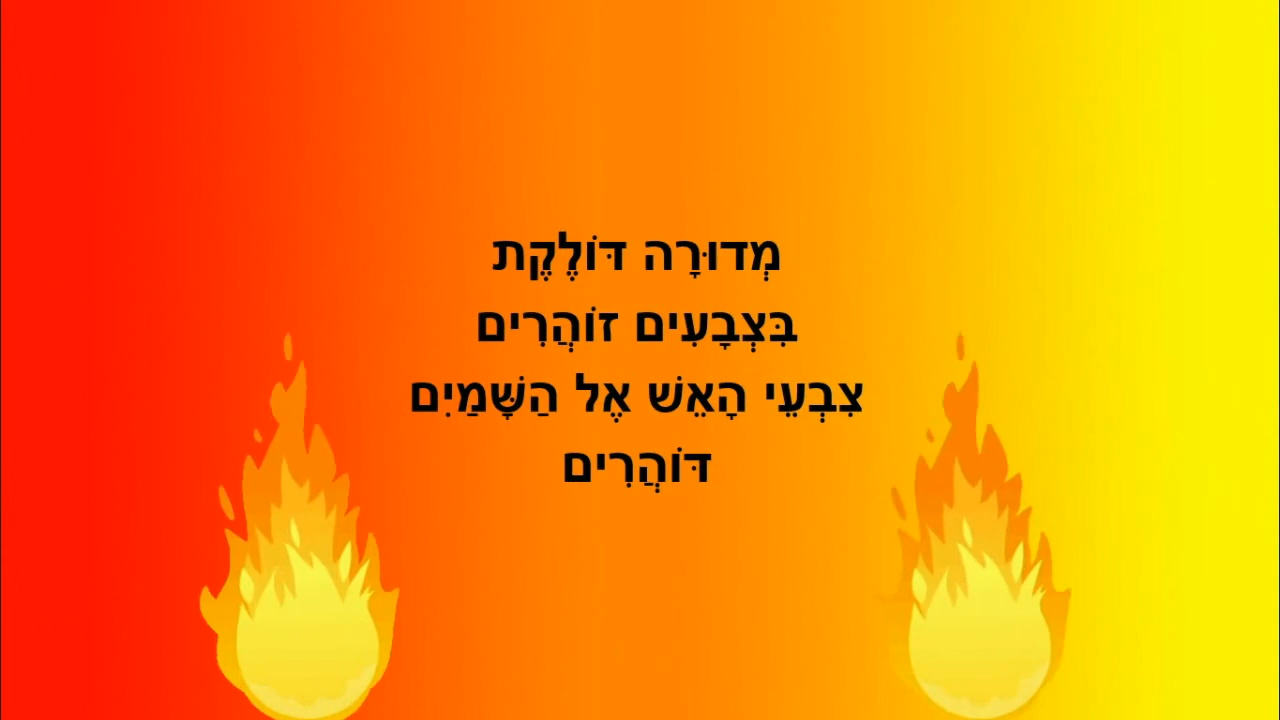 מְדוּרָה דּוֹלֶקֶת
בִּצְבָעִים זוֹהֲרִים
צִבְעֵי הָאֵשׁ אֶל הַשָּׁמַיִם
דּוֹהֲרִים